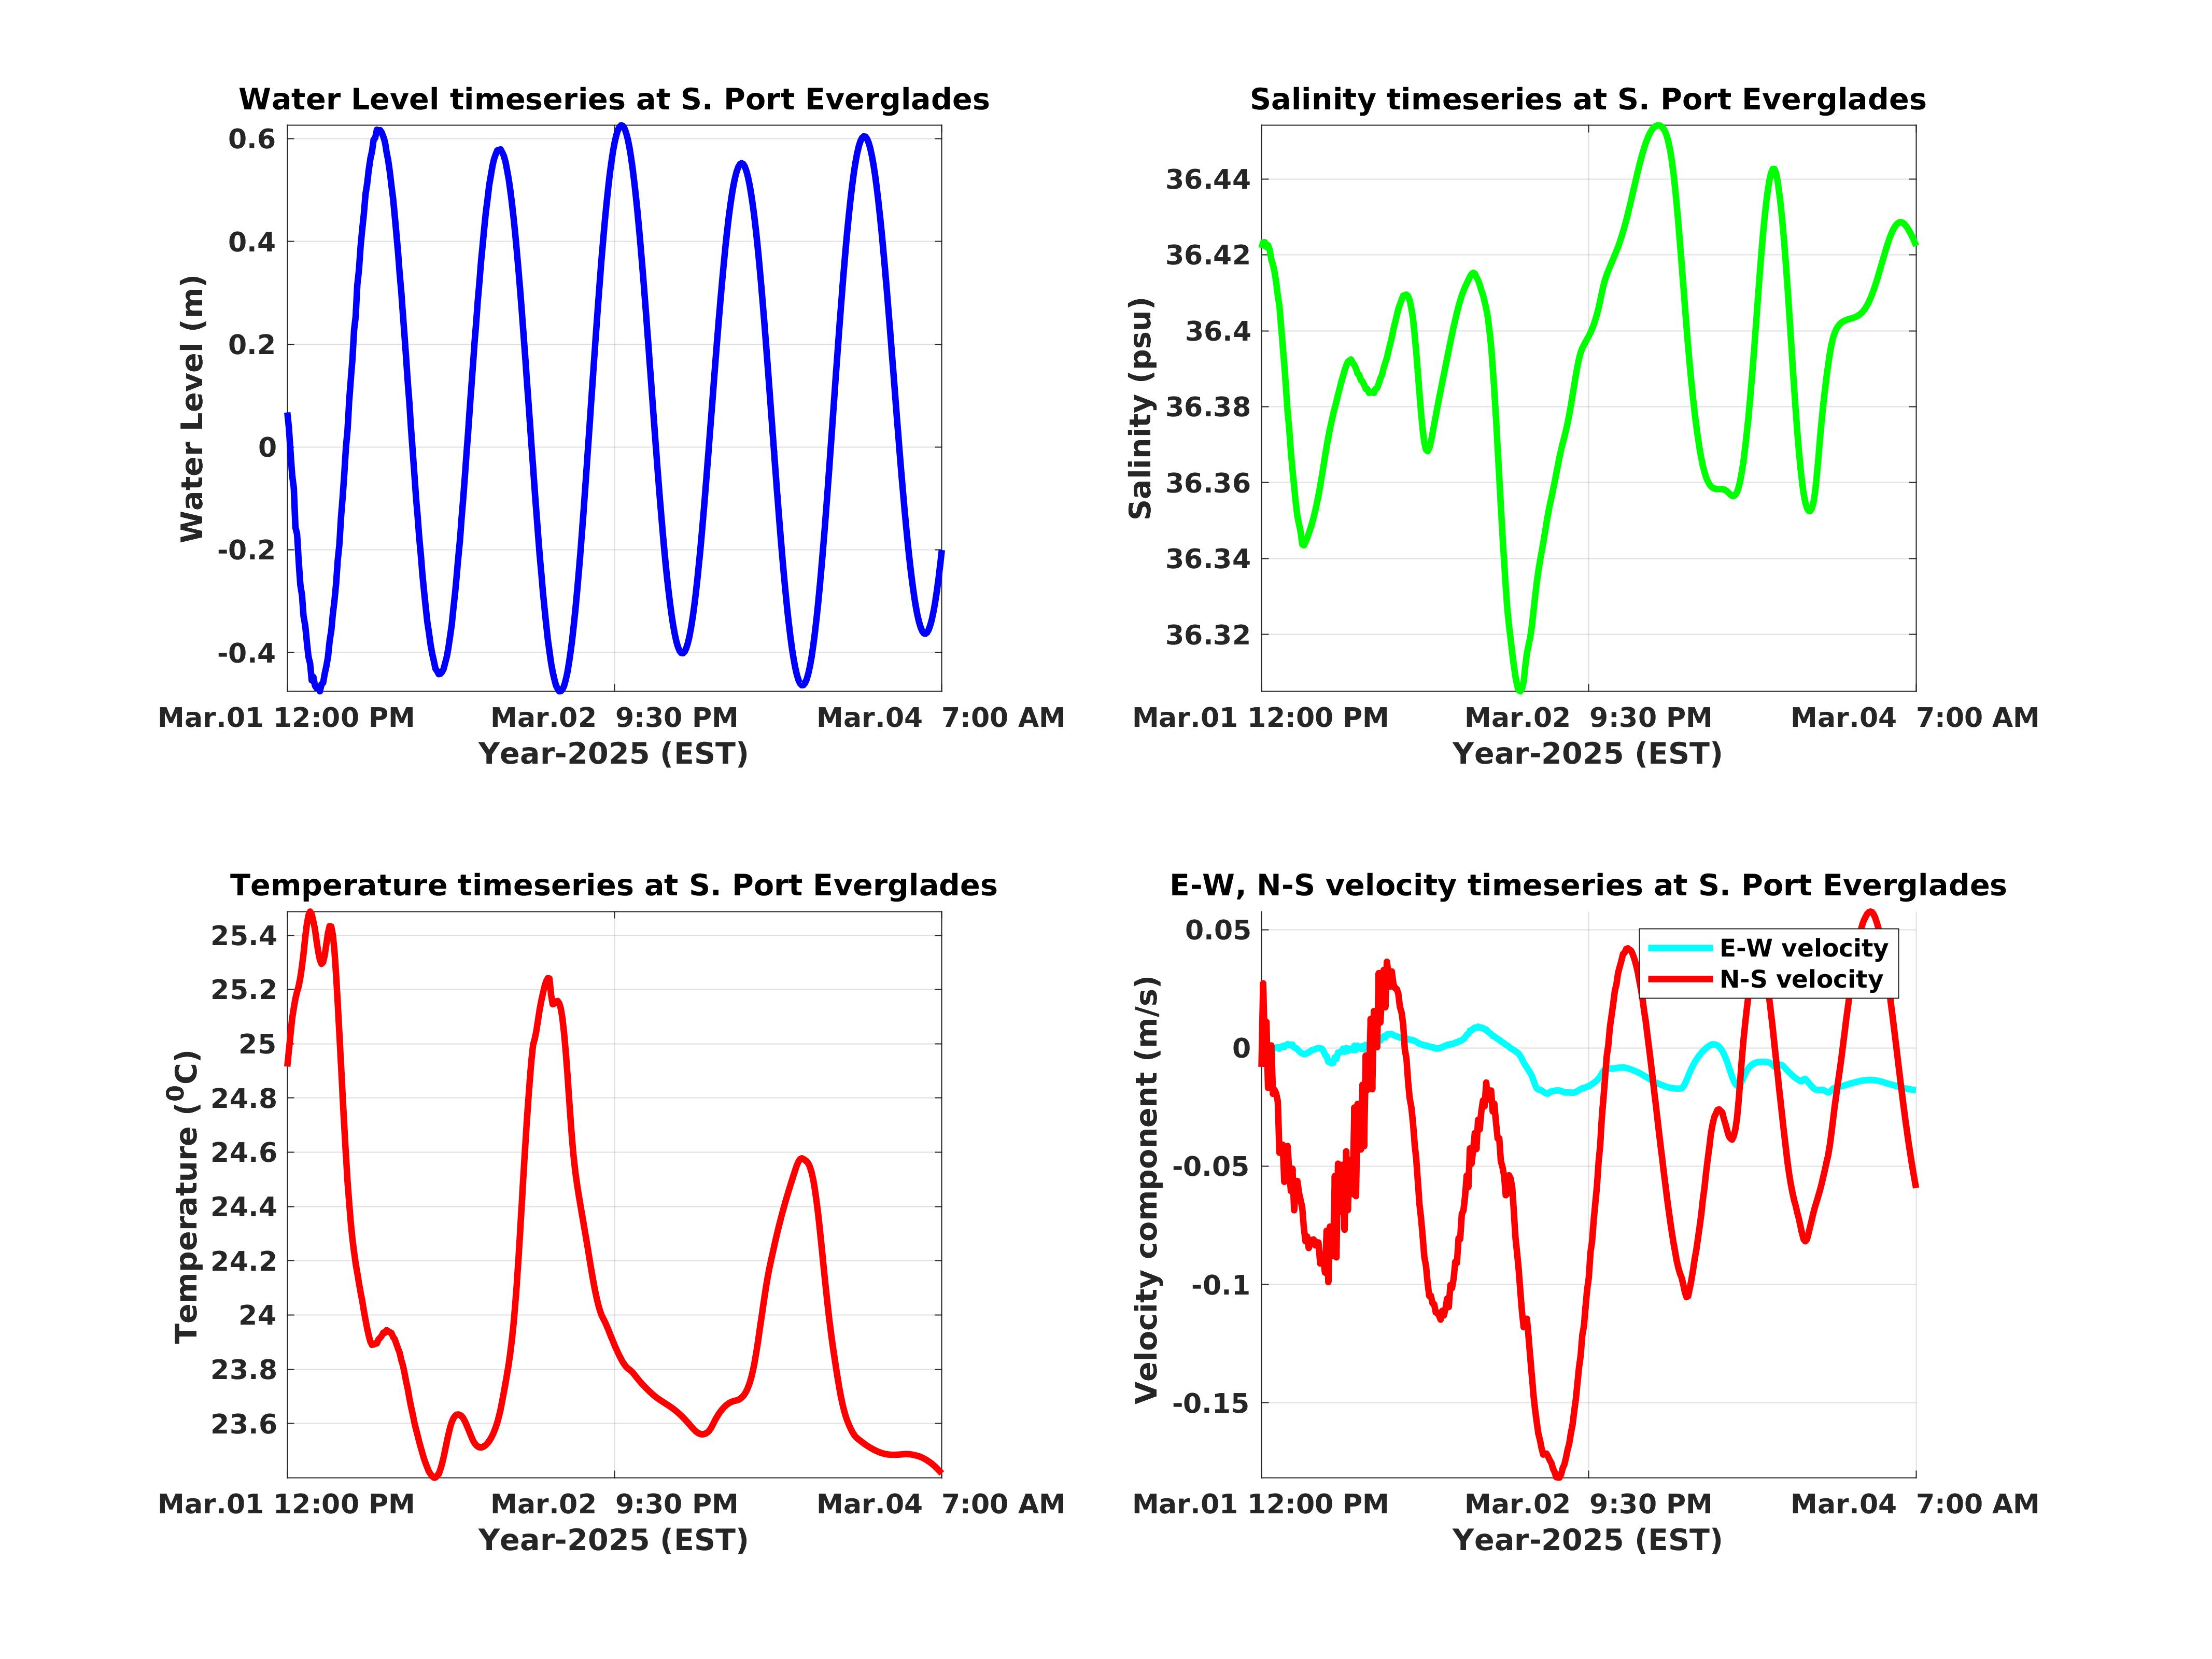 Water Level timeseries at S. Port Everglades
0.6
0.4
0.2
0
-0.2
-0.4
Water Level (m)
Mar.01 12:00 PM Mar.02 9:30 PM Mar.04 7:00 AM
Year-2025 (EST)
Salinity timeseries at S. Port Everglades
36.44
36.42
36.4
36.38
36.36
36.34
36.32
Salinity (psu)
Mar.01 12:00 PM Mar.02 9:30 PM Mar.04 7:00 AM
Year-2025 (EST)
Temperature timeseries at S. Port Everglades
25.4
25.2
25
24.8
24.6
24.4
24.2
24
23.8
23.6
Temperature (⁰C)
Mar.01 12:00 PM Mar.02 9:30 PM Mar.04 7:00 AM
Year-2025 (EST)
E-W, N-S velocity timeseries at S. Port Everglades
0.05
0
-0.05
-0.1
-0.15
Velocity component (m/s)
E-W velocity
N-S velocity
Mar.01 12:00 PM Mar.02 9:30 PM Mar.04 7:00 AM
Year-2025 (EST)